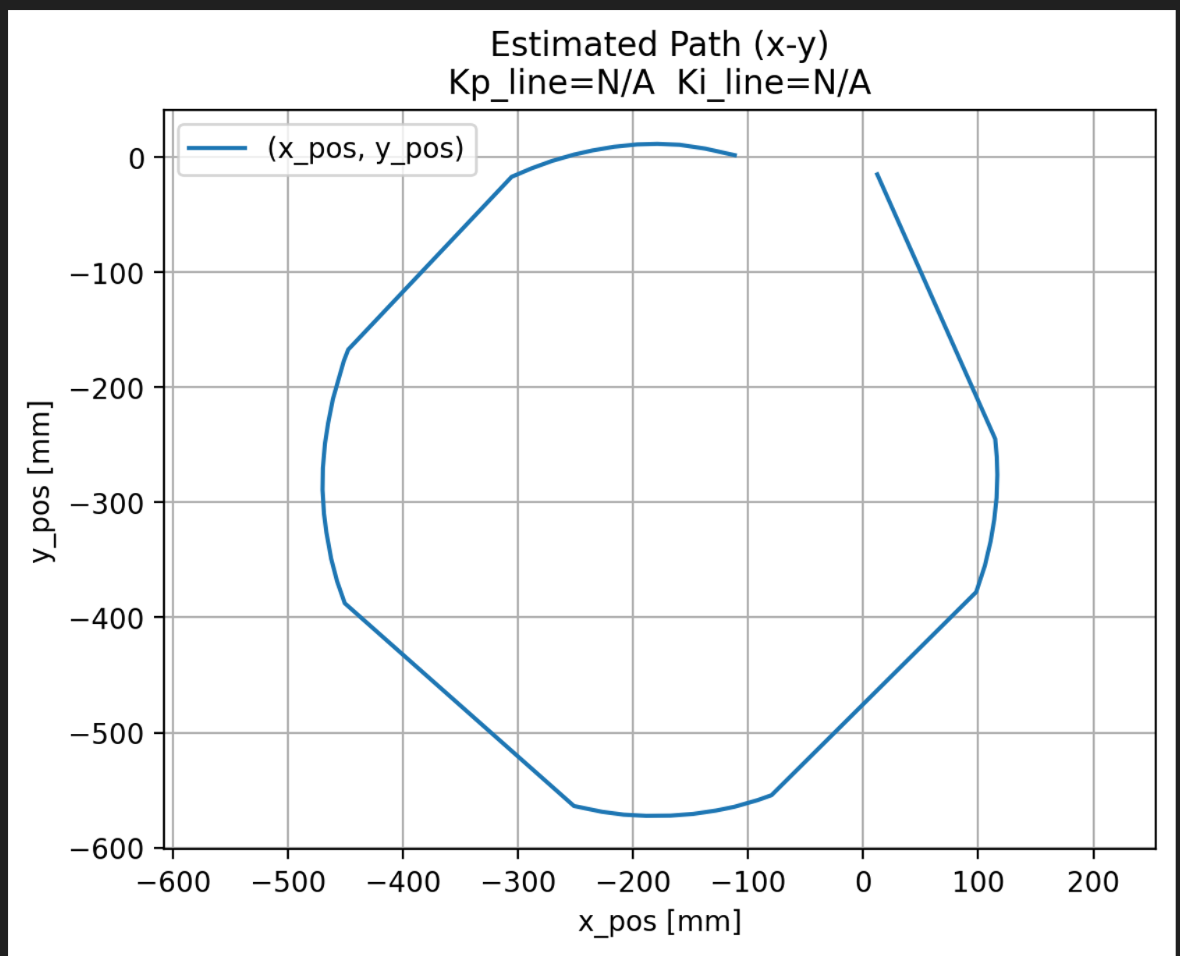 Estimated Path (x-y)
Kp_line=N/A  Ki_line=N/A
(x_pos, y_pos)
0
−100
−200
−300
−400
−500
−600
y_pos [mm]
−600 −500 −400 −300 −200 −100 0 100 200
x_pos [mm]